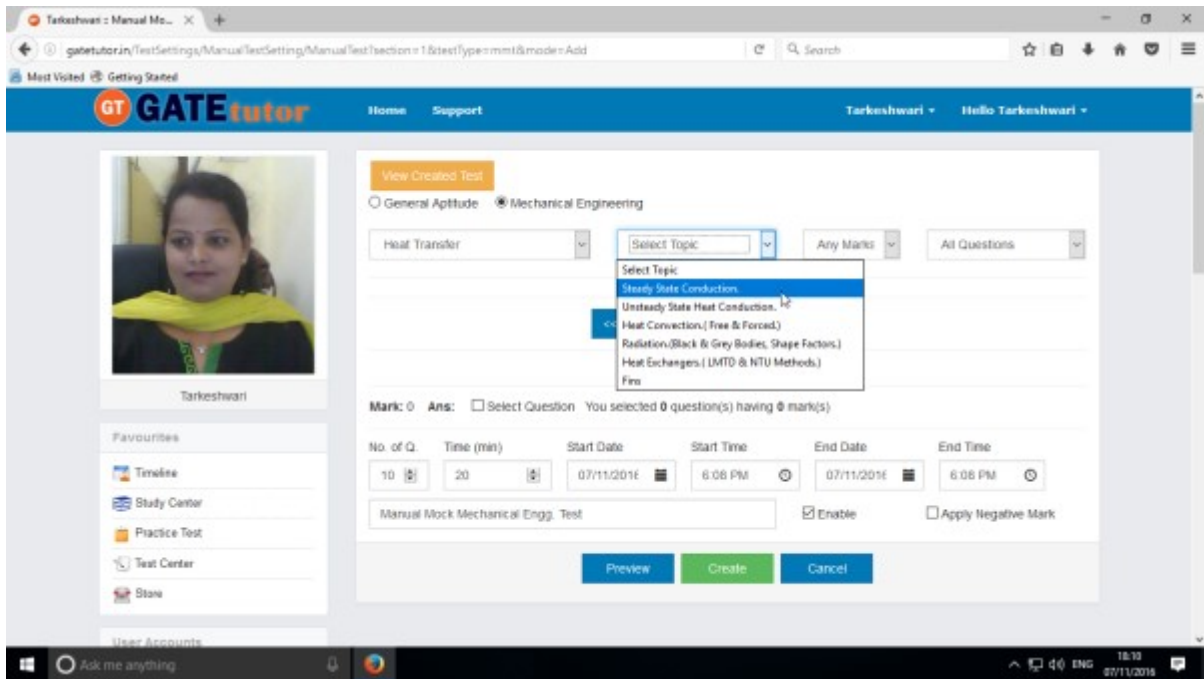 Tarkeshwari :: Manual Mo...
gatetutor.in/TestSettings/ManualTestSetting/ManualTest?section=1&testType=mmt&mode=Add
Search
Most Visited Getting Started
GT GATEtutor Home Support Tarkeshwari Hello Tarkeshwari
View Created Test
General Aptitude Mechanical Engineering
Heat Transfer Select Topic Any Marks All Questions
Select Topic
Steady State Conduction.
Unsteady State Heat Conduction.
<< Heat Convection.( Free & Forced.)
Radiation.(Black & Grey Bodies, Shape Factors.)
Heat Exchangers.( LMTD & NTU Methods.)
Fins
Tarkeshwari
Mark: 0 Ans: Select Question You selected 0 question(s) having 0 mark(s)
Favourites
No. of Q. Time (min) Start Date Start Time End Date End Time
Timeline
10 20 07/11/2016 6:08 PM 07/11/2016 6:08 PM
Study Center
Manual Mock Mechanical Engg. Test Enable Apply Negative Mark
Practice Test
Test Center
Preview Create Cancel
Store
User Accounts
Ask me anything
ENG 18:10
07/11/2016